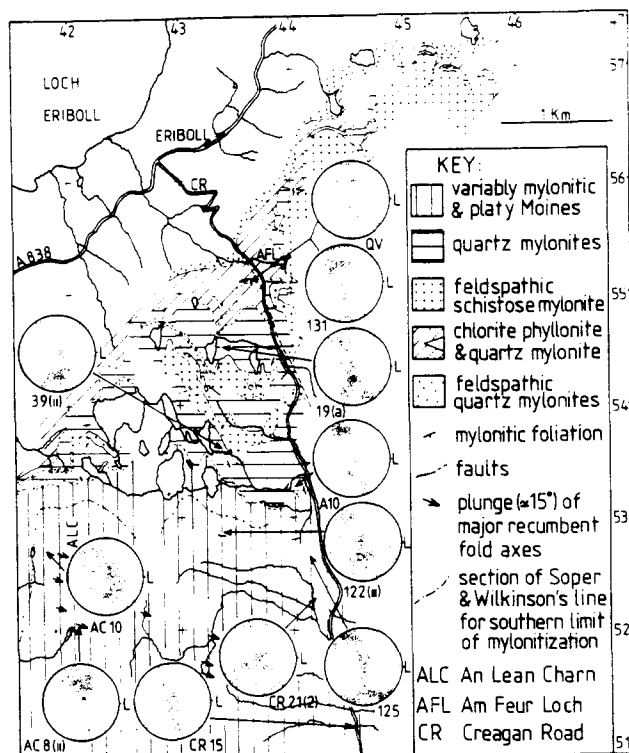 42 43 44 45 46 47
57
LOCH
ERIBOLL
ERIBOLL
1 Km
CR
A 838
AFL
56
55
54
53
52
51
L
QV
L
131
L
19(a)
L
39(ii)
L
A10
L
122(iii)
ALC
L
AC 10
L
CR 21(2)
L
125
L
AC 8(ii)
L
CR 15
KEY:
variably mylonitic
& platy Moines
quartz mylonites
feldspathic
schistose mylonite
chlorite phyllonite
& quartz mylonite
feldspathic
quartz mylonites
mylonitic foliation
faults
plunge (≃15°) of
major recumbent
fold axes
section of Soper
& Wilkinson's line
for southern limit
of mylonitization
ALC An Lean Charn
AFL Am Feur Loch
CR Creagan Road